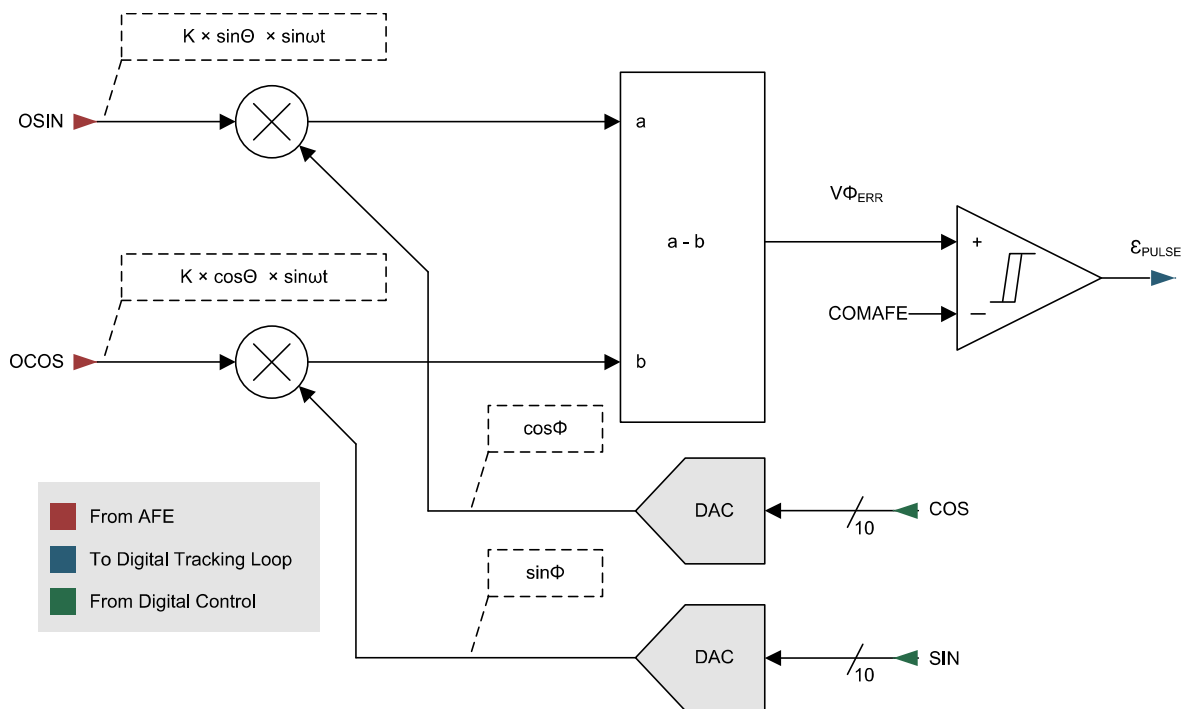 K × sinΘ × sinωt
OSIN
a
VΦERR
a - b
+
εPULSE
K × cosΘ × sinωt
COMAFE
−
OCOS
b
cosΦ
From AFE
DAC
COS
10
To Digital Tracking Loop
sinΦ
From Digital Control
DAC
SIN
10